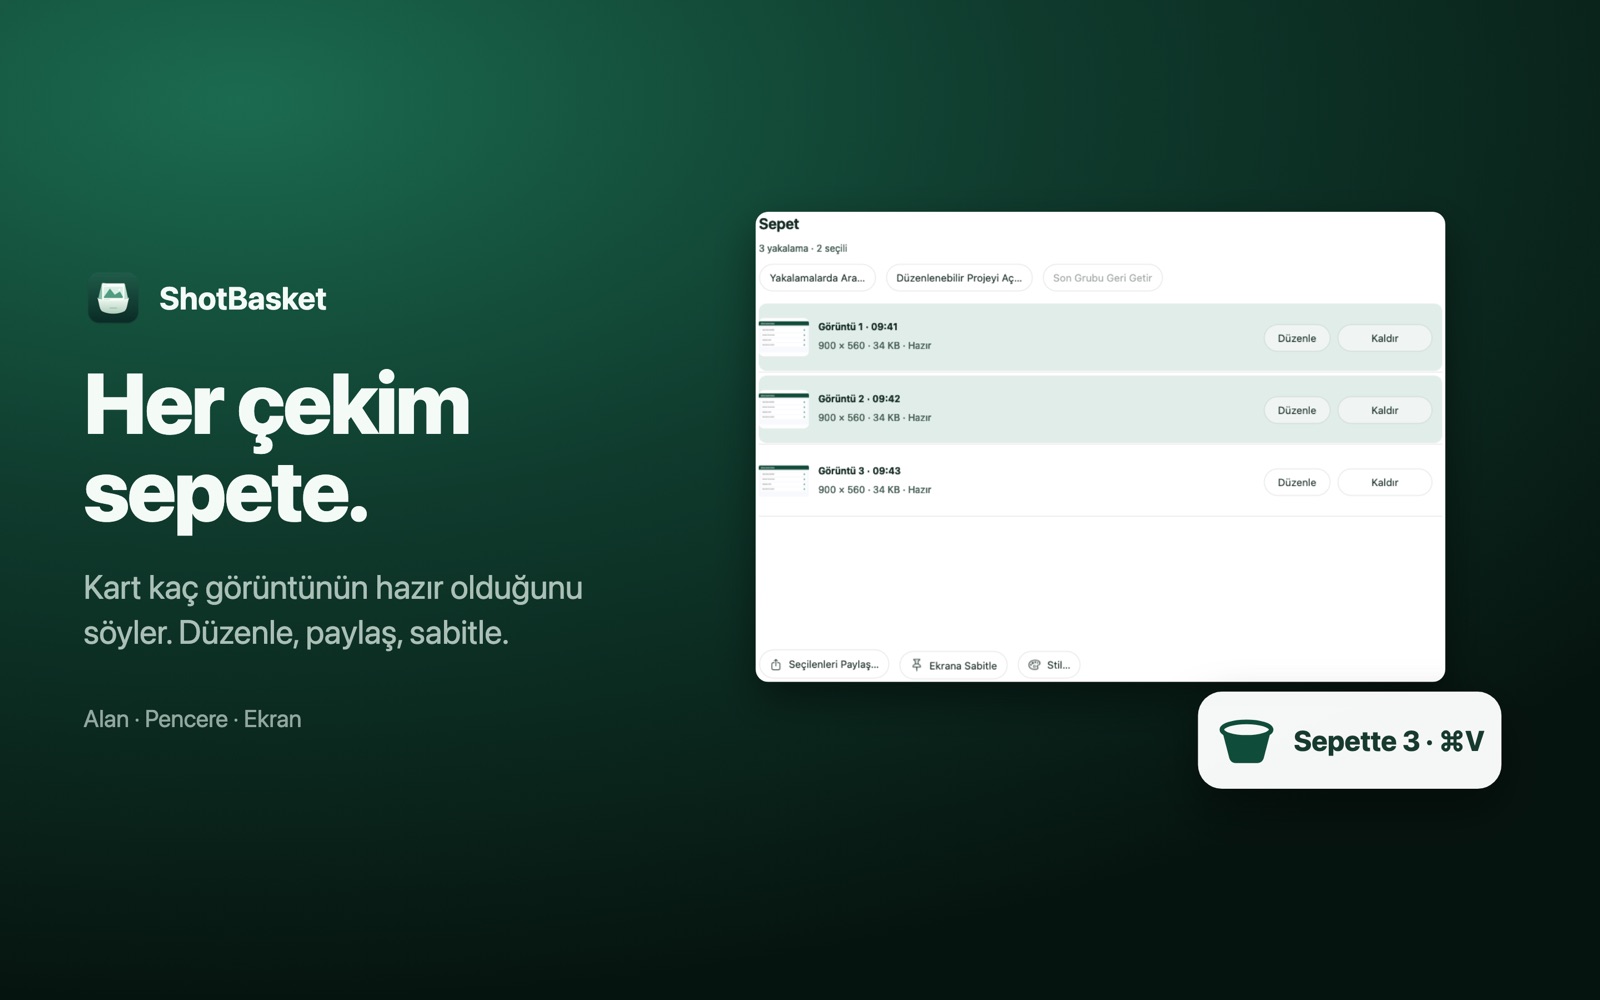 ShotBasket
Her çekim
sepete.
Kart kaç görüntünün hazır olduğunu
söyler. Düzenle, paylaş, sabitle.
Alan · Pencere · Ekran
Sepet
3 yakalama · 2 seçili
Yakalamalarda Ara... Düzenlenebilir Projeyi Aç... Son Grubu Geri Getir
Görüntü 1 · 09:41
900 × 560 · 34 KB · Hazır
Düzenle Kaldır
Görüntü 2 · 09:42
900 × 560 · 34 KB · Hazır
Düzenle Kaldır
Görüntü 3 · 09:43
900 × 560 · 34 KB · Hazır
Düzenle Kaldır
Seçilenleri Paylaş... Ekrana Sabitle Stil...
Sepette 3 · ⌘V